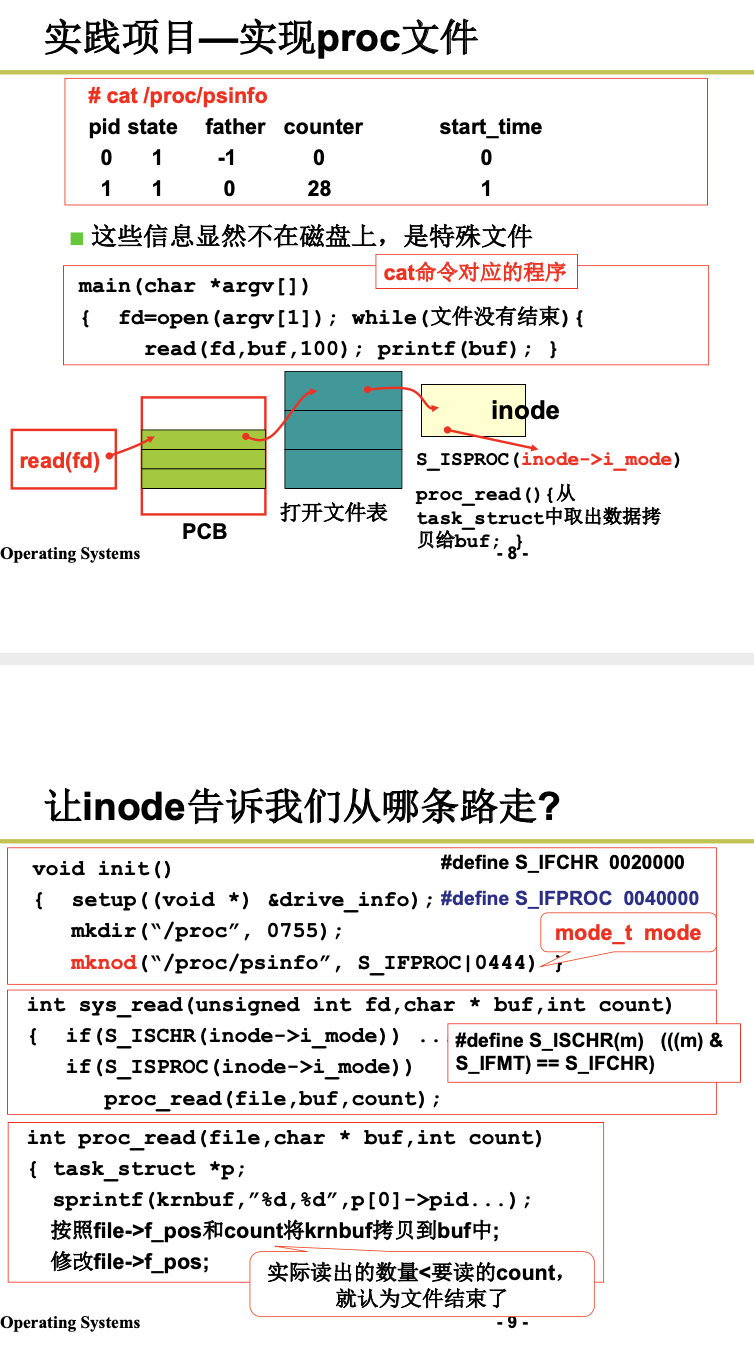 实践项目—实现proc文件
# cat /proc/psinfo
pid state father counter start_time
0 1 -1 0 0
1 1 0 28 1
这些信息显然不在磁盘上，是特殊文件
cat命令对应的程序
main(char *argv[])
{ fd=open(argv[1]); while(文件没有结束){
read(fd,buf,100); printf(buf); }
read(fd)
PCB
打开文件表
inode
S_ISPROC(inode->i_mode)
proc_read(){从
task_struct中取出数据拷
贝给buf; }
Operating Systems
- 8 -
让inode告诉我们从哪条路走?
void init()
{ setup((void *) &drive_info);
mkdir(“/proc”, 0755);
mknod(“/proc/psinfo”, S_IFPROC|0444) }
#define S_IFCHR 0020000
#define S_IFPROC 0040000
mode_t mode
int sys_read(unsigned int fd,char * buf,int count)
{ if(S_ISCHR(inode->i_mode)) ..
if(S_ISPROC(inode->i_mode))
proc_read(file,buf,count);
#define S_ISCHR(m) (((m) &
S_IFMT) == S_IFCHR)
int proc_read(file,char * buf,int count)
{ task_struct *p;
sprintf(krnbuf,”%d,%d”,p[0]->pid...);
按照file->f_pos和count将krnbuf拷贝到buf中;
修改file->f_pos;
实际读出的数量<要读的count，
就认为文件结束了
Operating Systems
- 9 -